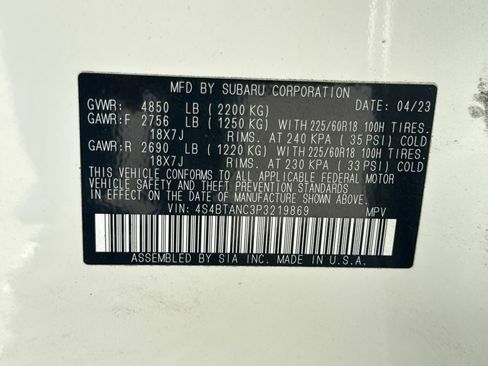 MFD BY SUBARU CORPORATION
GVWR: 4850 LB (2200 KG) DATE: 04/23
GAWR:F 2756 LB (1250 KG) WITH 225/60R18 100H TIRES.
18X7J RIMS. AT 240 KPA (35 PSI) COLD
GAWR:R 2690 LB (1220 KG) WITH 225/60R18 100H TIRES.
18X7J RIMS. AT 230 KPA (33 PSI) COLD
THIS VEHICLE CONFORMS TO ALL APPLICABLE FEDERAL MOTOR
VEHICLE SAFETY AND THEFT PREVENTION STANDARDS
IN EFFECT ON THE DATE OF MANUFACTURE SHOWN ABOVE.
VIN: 4S4BTANC3P3219869 MPV
ASSEMBLED BY SIA INC. MADE IN U.S.A.